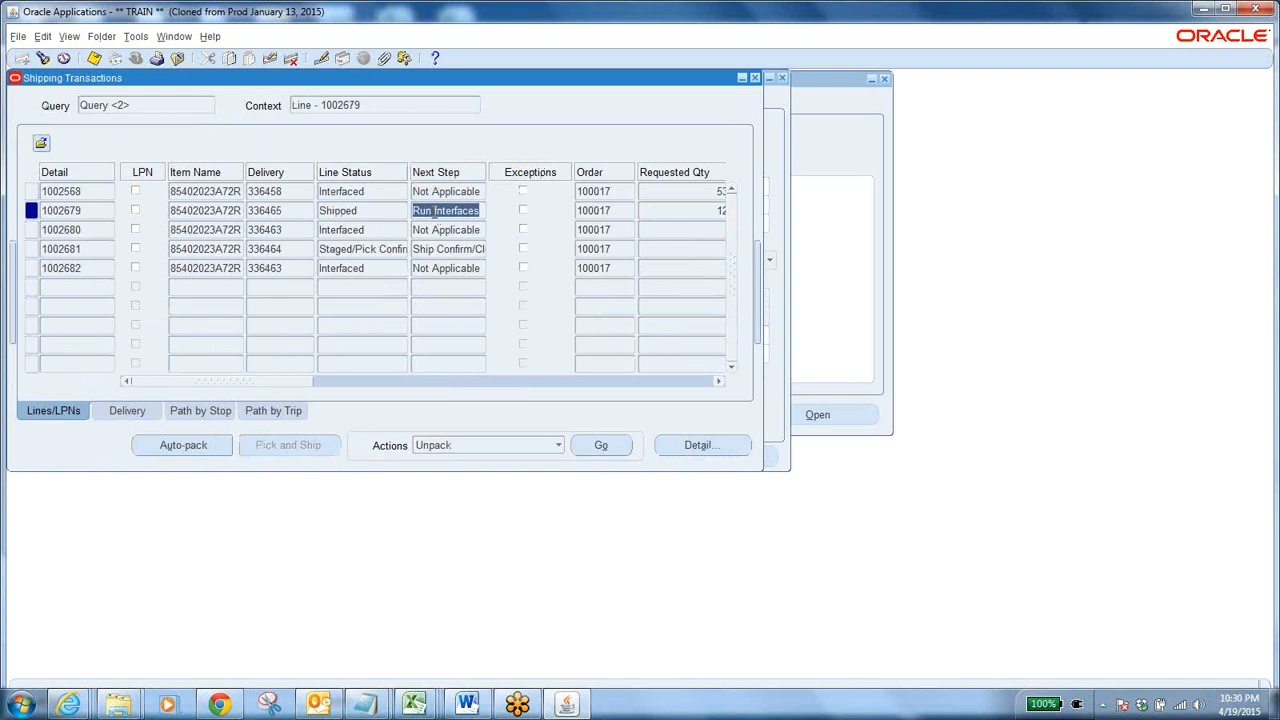 Oracle Applications - ** TRAIN ** (Cloned from Prod January 13, 2015)
File Edit View Folder Tools Window Help
ORACLE
Shipping Transactions
Query Query <2> Context Line - 1002679
Detail LPN Item Name Delivery Line Status Next Step Exceptions Order Requested Qty
1002568 85402023A72R 336458 Interfaced Not Applicable 100017 53
1002679 85402023A72R 336465 Shipped Run Interfaces 100017 12
1002680 85402023A72R 336463 Interfaced Not Applicable 100017
1002681 85402023A72R 336464 Staged/Pick Confirm Ship Confirm/Cl 100017
1002682 85402023A72R 336463 Interfaced Not Applicable 100017
Lines/LPNs Delivery Path by Stop Path by Trip
Open
Auto-pack Pick and Ship Actions Unpack Go Detail...
100% 10:30 PM
4/19/2015